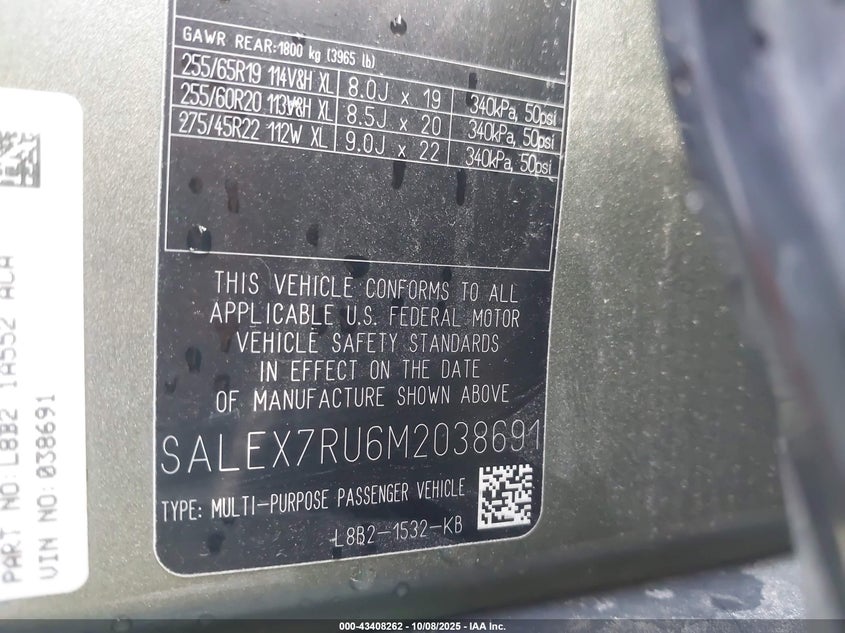 GAWR REAR:1800 kg (3965 lb)
255/65R19 114V&H XL 8.0J x 19 340kPa, 50psi
255/60R20 113W&H XL 8.5J x 20 340kPa, 50psi
275/45R22 112W XL 9.0J x 22 340kPa, 50psi
THIS VEHICLE CONFORMS TO ALL
APPLICABLE U.S. FEDERAL MOTOR
VEHICLE SAFETY STANDARDS
IN EFFECT ON THE DATE
OF MANUFACTURE SHOWN ABOVE
SALEX7RU6M2038691
TYPE: MULTI-PURPOSE PASSENGER VEHICLE
L8B2-1532-KB
PART NO:L8B2 1A552 ACA
VIN NO:038691
000-43408262 - 10/08/2025 - IAA Inc.